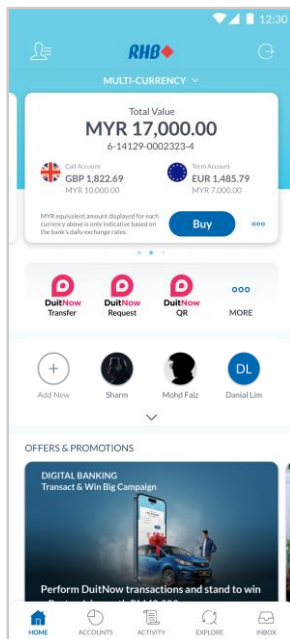 12:30
RHB
MULTI-CURRENCY
Total Value
MYR 17,000.00
6-14129-0002323-4
Call Account
GBP 1,822.69
MYR 10,000.00
Term Account
EUR 1,485.79
MYR 7,000.00
MYR equivalent amount displayed for each
currency above is only indicative based on
the bank's daily exchange rates.
Buy
DuitNow
Transfer
DuitNow
Request
DuitNow
QR
MORE
Add New
Sharm
Mohd Faiz
DL
Danial Lim
OFFERS & PROMOTIONS
DIGITAL BANKING
Transact & Win Big Campaign
Perform DuitNow transactions and stand to win
HOME
ACCOUNTS
ACTIVITY
EXPLORE
INBOX